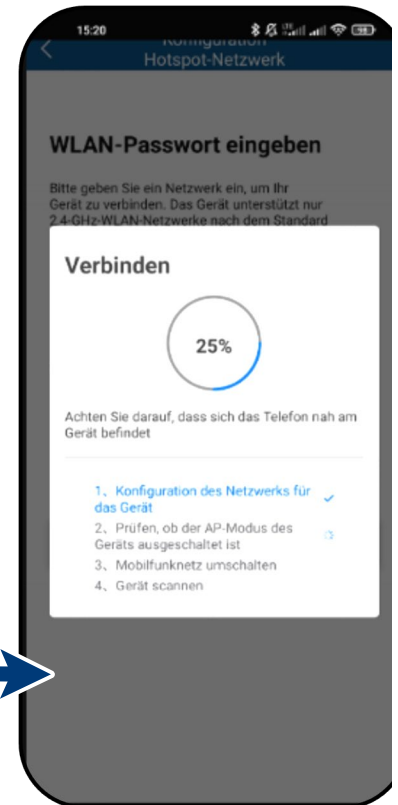 15:20
LTE
98
Konfiguration
Hotspot-Netzwerk
WLAN-Passwort eingeben
Bitte geben Sie ein Netzwerk ein, um Ihr
Gerät zu verbinden. Das Gerät unterstützt nur
2.4-GHz-WLAN-Netzwerke nach dem Standard
Verbinden
25%
Achten Sie darauf, dass sich das Telefon nah am
Gerät befindet
1、Konfiguration des Netzwerks für
das Gerät
2、Prüfen, ob der AP-Modus des
Geräts ausgeschaltet ist
3、Mobilfunknetz umschalten
4、Gerät scannen